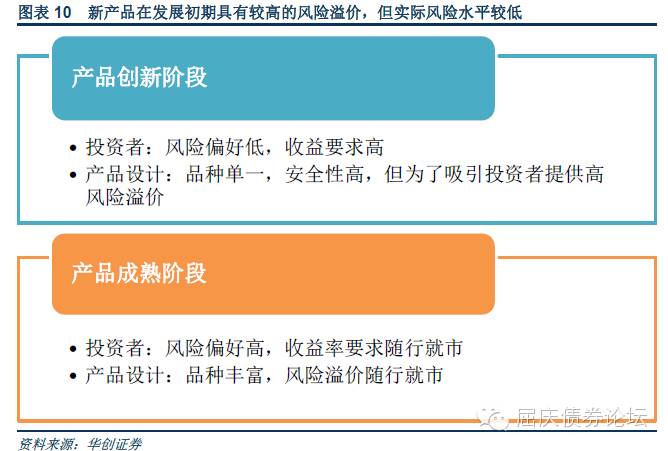 图表 10 新产品在发展初期具有较高的风险溢价，但实际风险水平较低
产品创新阶段
• 投资者：风险偏好低，收益要求高
• 产品设计：品种单一，安全性高，但为了吸引投资者提供高
风险溢价
产品成熟阶段
• 投资者：风险偏好高，收益率要求随行就市
• 产品设计：品种丰富，风险溢价随行就市
屈庆债券论坛
资料来源：华创证券